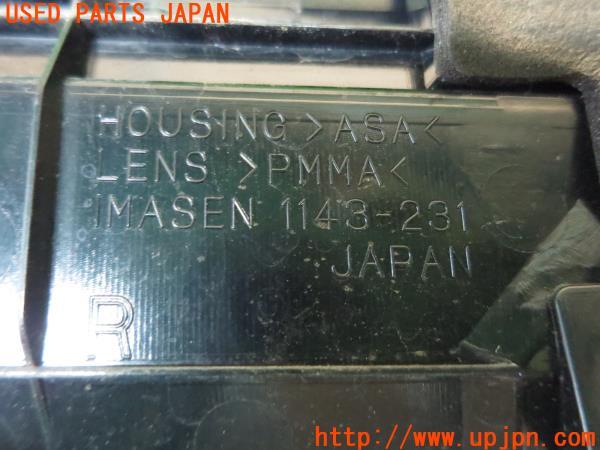 USED PARTS JAPAN
HOUSING >ASA<
LENS >PMMA<
IMASEN 1143-231
JAPAN
R
http://www.upjpn.com